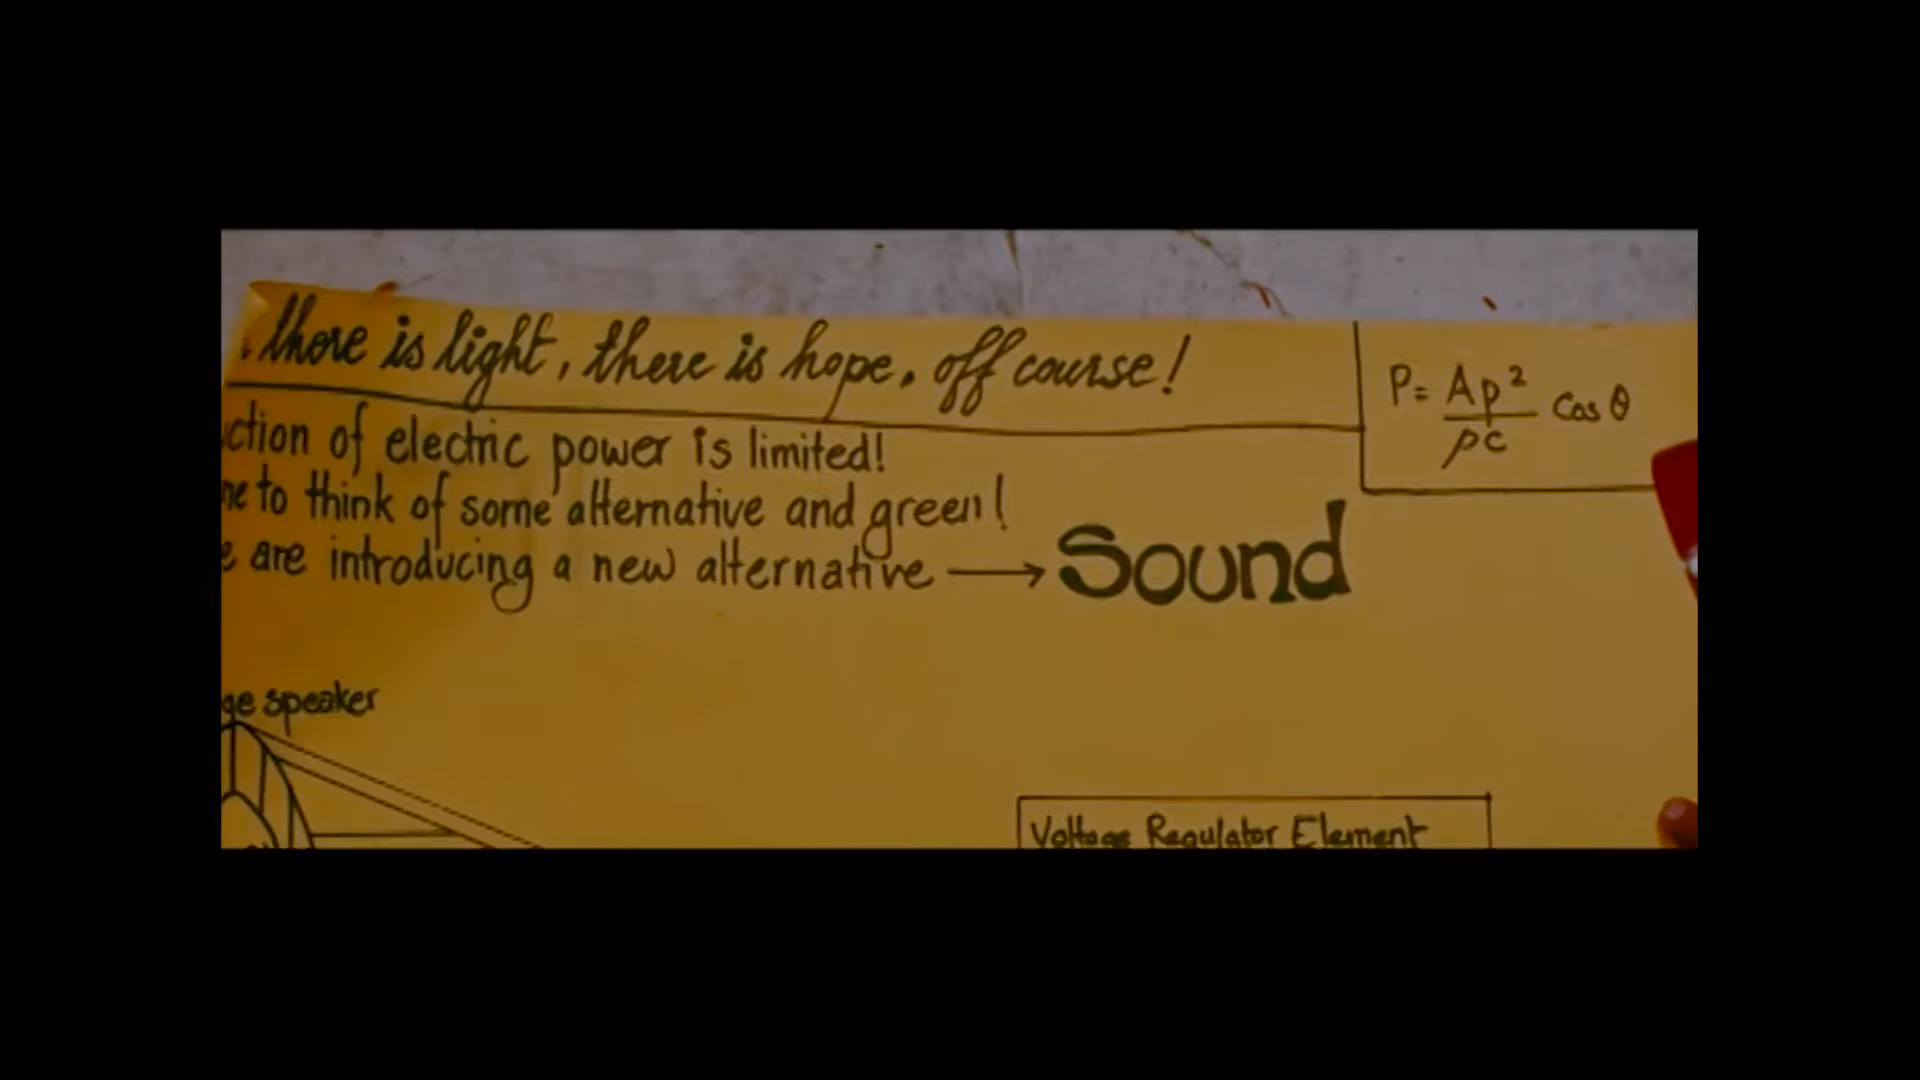 there is light, there is hope, off course!
P = Ap²/ρc Cos θ
ction of electric power is limited!
to think of some alternative and green!
are introducing a new alternative → Sound
speaker
Voltage Regulator Element